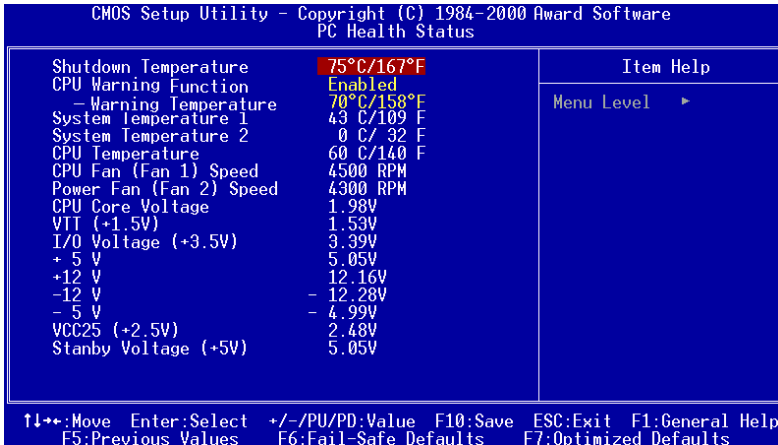 CMOS Setup Utility – Copyright (C) 1984-2000 Award Software
PC Health Status
Shutdown Temperature 75°C/167°F
CPU Warning Function Enabled
– Warning Temperature 70°C/158°F
System Temperature 1 43 C/109 F
System Temperature 2 0 C/ 32 F
CPU Temperature 60 C/140 F
CPU Fan (Fan 1) Speed 4500 RPM
Power Fan (Fan 2) Speed 4300 RPM
CPU Core Voltage 1.98V
VTT (+1.5V) 1.53V
I/O Voltage (+3.5V) 3.39V
+ 5 V 5.05V
+12 V 12.16V
-12 V - 12.28V
- 5 V - 4.99V
VCC25 (+2.5V) 2.48V
Stanby Voltage (+5V) 5.05V
Item Help
Menu Level ►
↑↓→←:Move Enter:Select +/-/PU/PD:Value F10:Save ESC:Exit F1:General Help
F5:Previous Values F6:Fail-Safe Defaults F7:Optimized Defaults